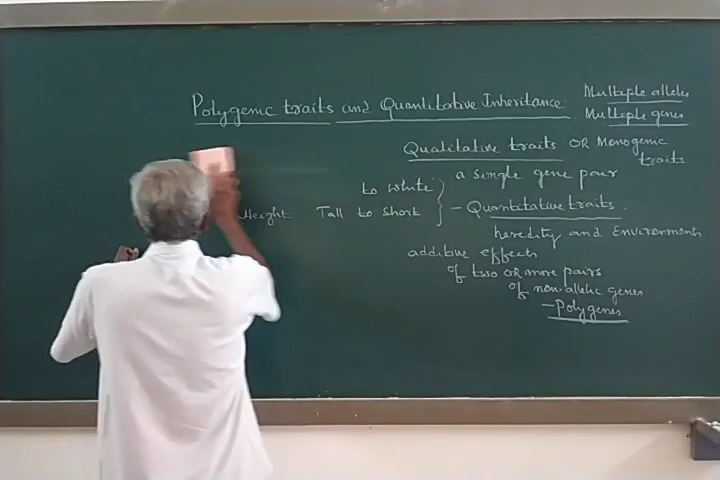 Polygenic traits and Quantitative Inheritance.
Multiple alleles
Multiple genes
Qualitative traits OR Monogenic
traits
a single gene pair
to white
Height Tall to short } – Quantitative traits.
heredity and Environments
additive effects
of two OR more pairs
of non-allelic genes
– Polygenes